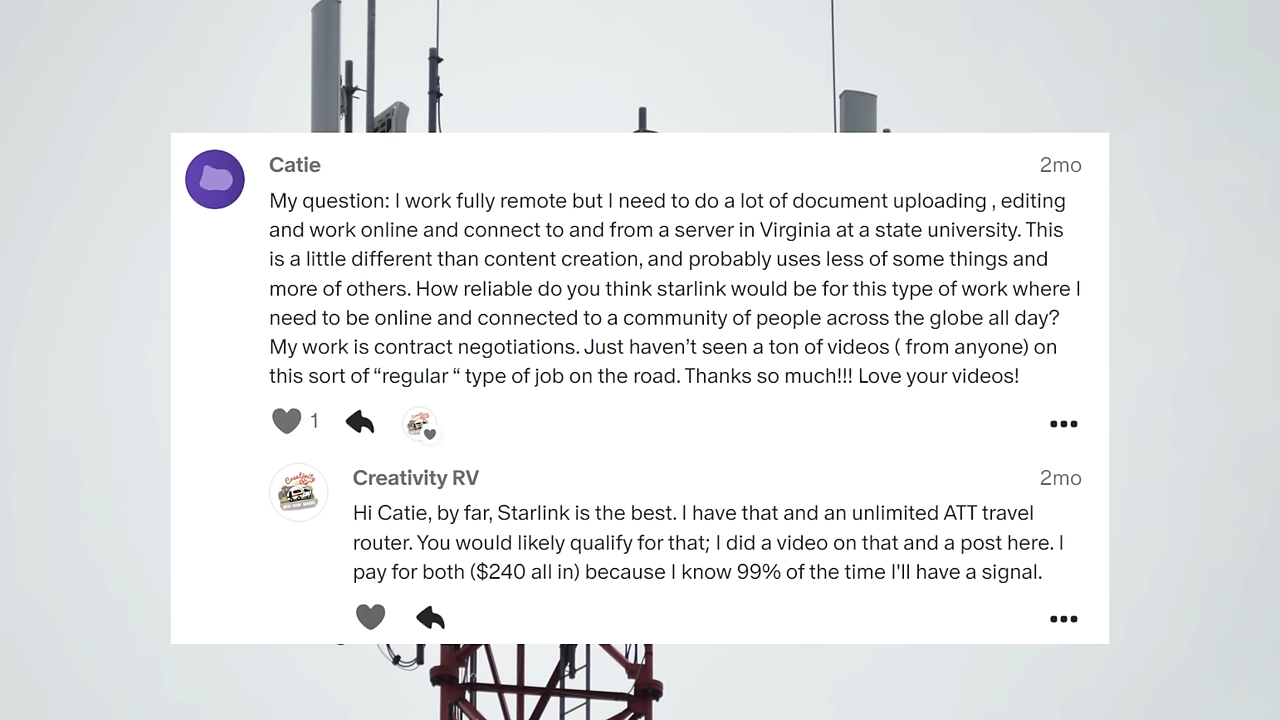 Catie
2mo
My question: I work fully remote but I need to do a lot of document uploading , editing
and work online and connect to and from a server in Virginia at a state university. This
is a little different than content creation, and probably uses less of some things and
more of others. How reliable do you think starlink would be for this type of work where I
need to be online and connected to a community of people across the globe all day?
My work is contract negotiations. Just haven’t seen a ton of videos ( from anyone) on
this sort of “regular “ type of job on the road. Thanks so much!!! Love your videos!
1
Creativity RV
2mo
Hi Catie, by far, Starlink is the best. I have that and an unlimited ATT travel
router. You would likely qualify for that; I did a video on that and a post here. I
pay for both ($240 all in) because I know 99% of the time I'll have a signal.